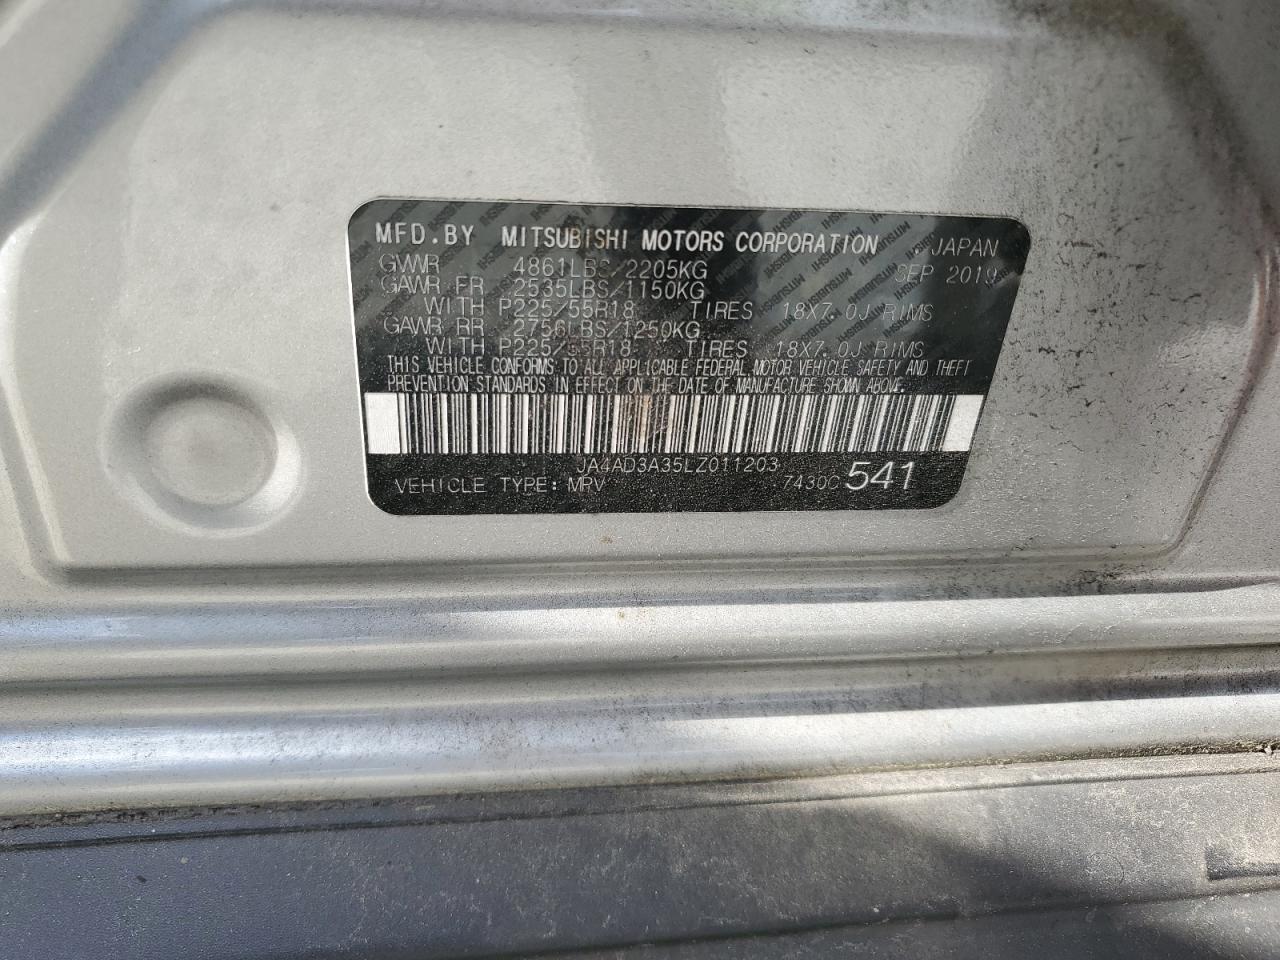 MFD.BY MITSUBISHI MOTORS CORPORATION JAPAN
GVWR 4861LBS/2205KG SEP 2019
GAWR FR 2535LBS/1150KG
WITH P225/55R18 TIRES 18X7.0J RIMS
GAWR RR 2756LBS/1250KG
WITH P225/55R18 TIRES 18X7.0J RIMS
THIS VEHICLE CONFORMS TO ALL APPLICABLE FEDERAL MOTOR VEHICLE SAFETY AND THEFT
PREVENTION STANDARDS IN EFFECT ON THE DATE OF MANUFACTURE SHOWN ABOVE.
JA4AD3A35LZ011203
VEHICLE TYPE: MPV 7430C 541